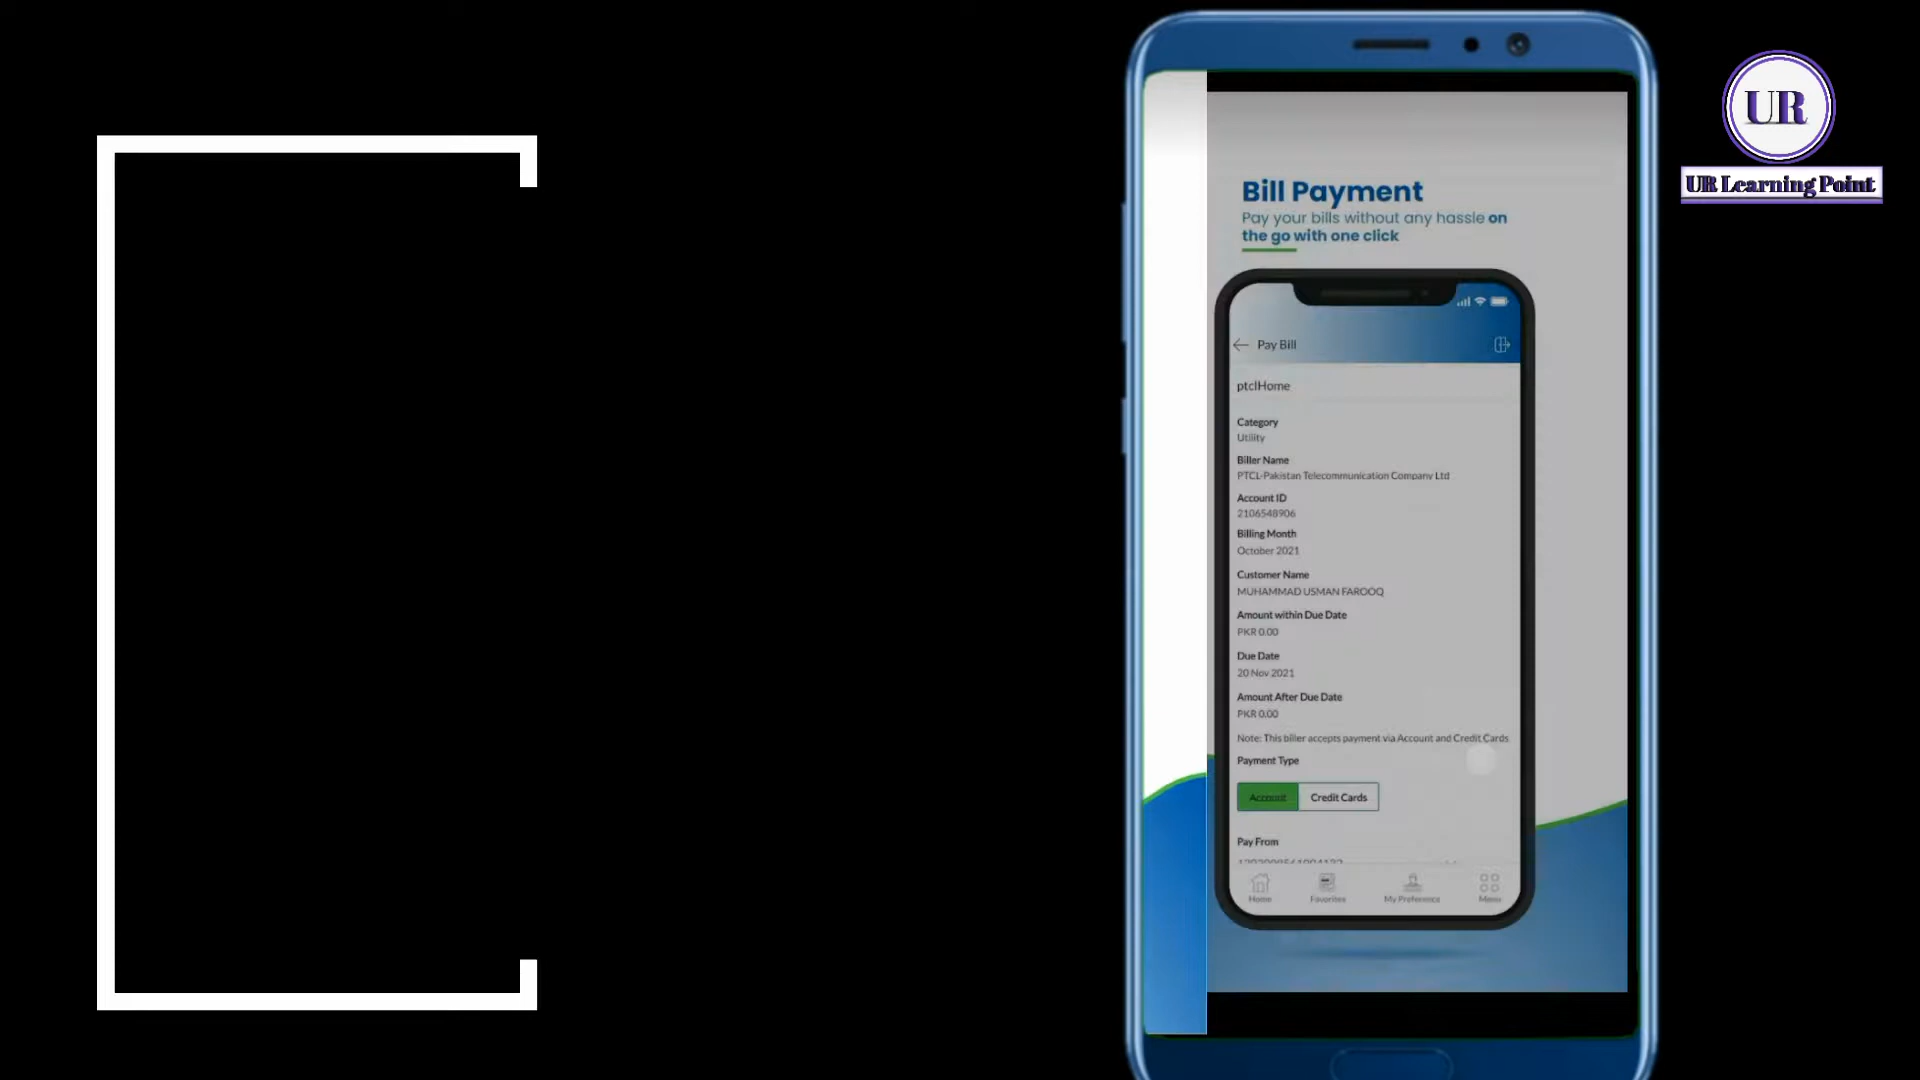 UR
UR Learning Point
Bill Payment
Pay your bills without any hassle on
the go with one click
Pay Bill
ptclHome
Category
Utility
Biller Name
PTCL-Pakistan Telecommunication Company Ltd
Account ID
2106548906
Billing Month
October 2021
Customer Name
MUHAMMAD USMAN FAROOQ
Amount within Due Date
PKR 0.00
Due Date
20 Nov 2021
Amount After Due Date
PKR 0.00
Note: This biller accepts payment via Account and Credit Cards
Payment Type
Account Credit Cards
Pay From
Home Favorites My Preference Menu